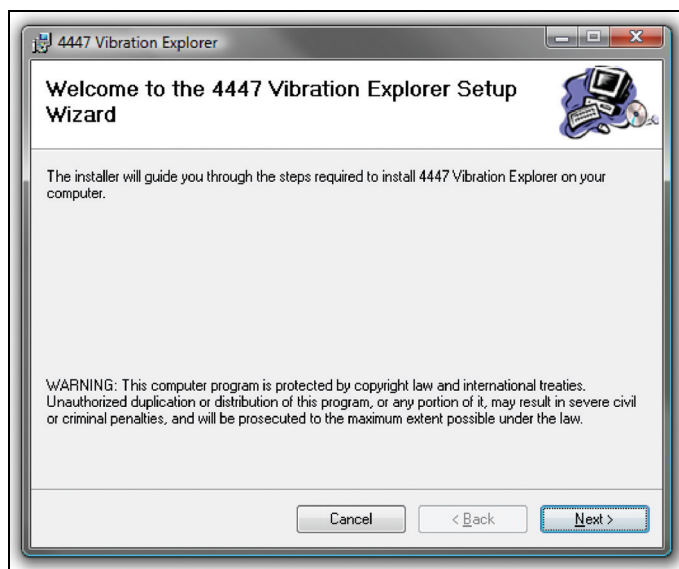 4447 Vibration Explorer
Welcome to the 4447 Vibration Explorer Setup
Wizard
The installer will guide you through the steps required to install 4447 Vibration Explorer on your
computer.
WARNING: This computer program is protected by copyright law and international treaties.
Unauthorized duplication or distribution of this program, or any portion of it, may result in severe civil
or criminal penalties, and will be prosecuted to the maximum extent possible under the law.
Cancel < Back Next >